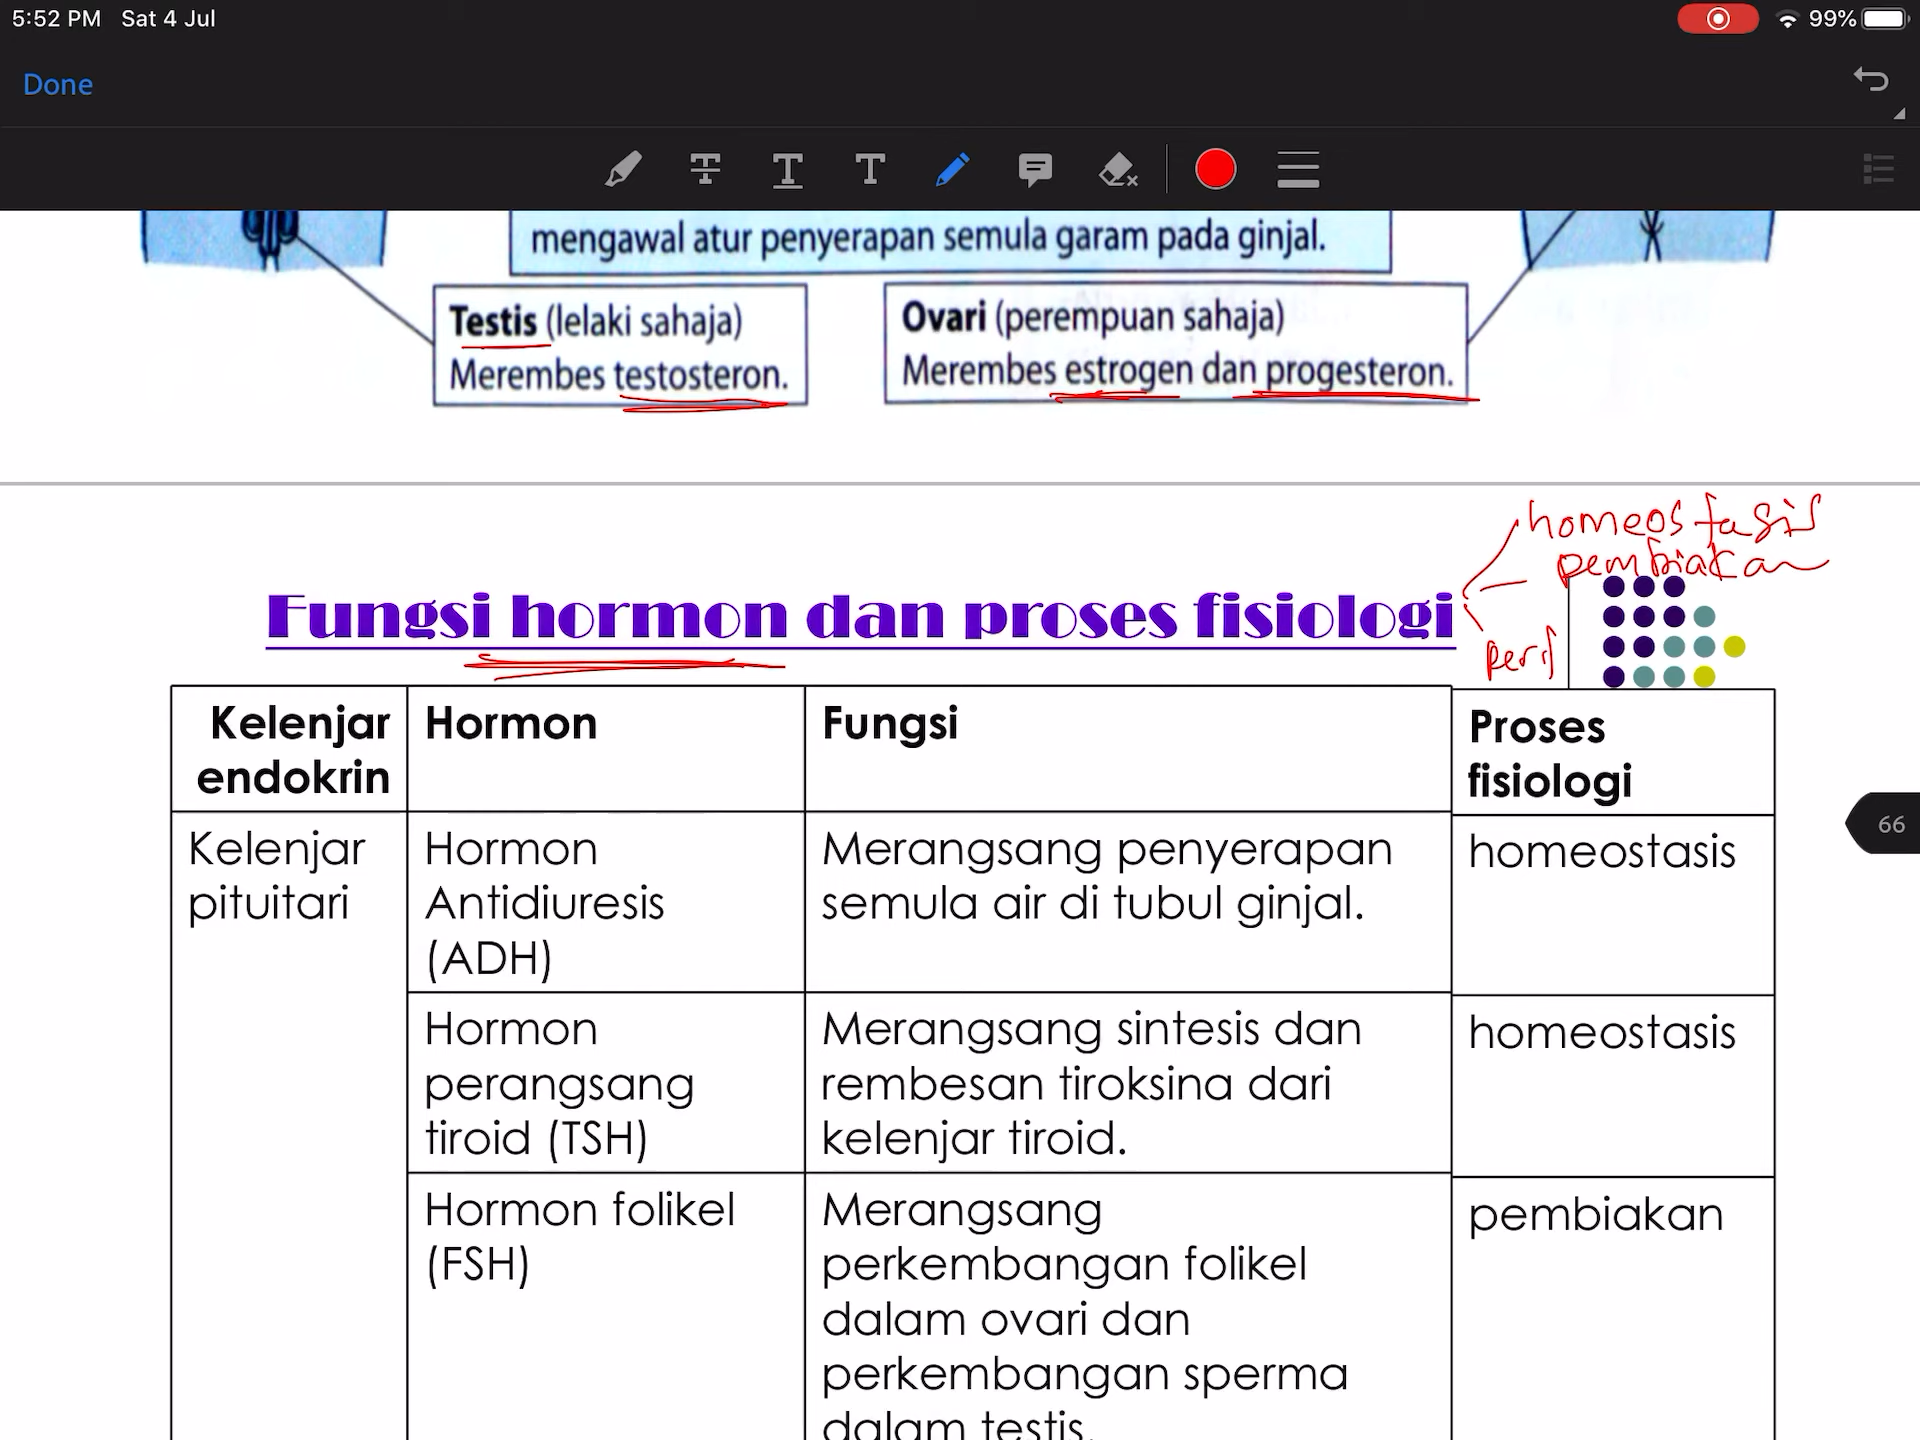 5:52 PM Sat 4 Jul
99%
Done
mengawal atur penyerapan semula garam pada ginjal.
Testis (lelaki sahaja)
Merembes testosteron.
Ovari (perempuan sahaja)
Merembes estrogen dan progesteron.
homeostasis
pembiakan
Fungsi hormon dan proses fisiologi
Kelenjar
endokrin
Hormon
Fungsi
Proses
fisiologi
66
Kelenjar
pituitari
Hormon
Antidiuresis
(ADH)
Merangsang penyerapan
semula air di tubul ginjal.
homeostasis
Hormon
perangsang
tiroid (TSH)
Merangsang sintesis dan
rembesan tiroksina dari
kelenjar tiroid.
homeostasis
Hormon folikel
(FSH)
Merangsang
perkembangan folikel
dalam ovari dan
perkembangan sperma
dalam testis.
pembiakan